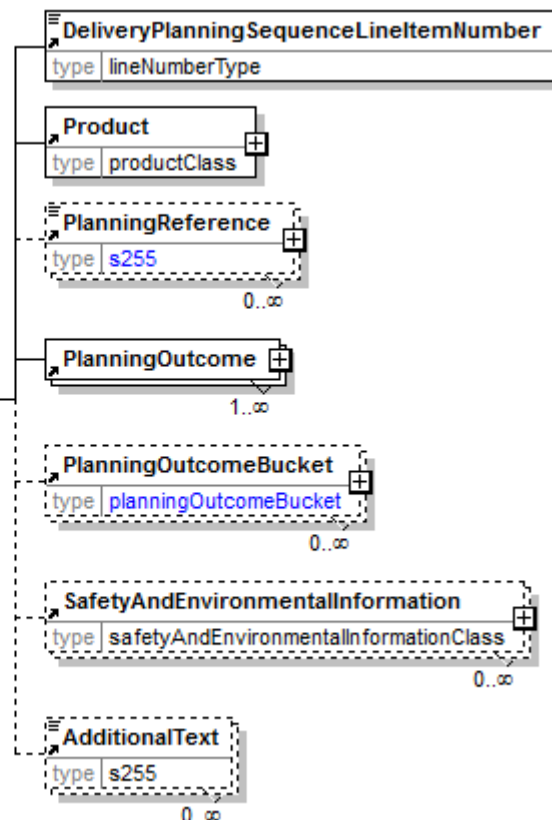 DeliveryPlanningSequenceLineItemNumber
type lineNumberType
Product
type productClass
PlanningReference
type s255
0..∞
PlanningOutcome
1..∞
PlanningOutcomeBucket
type planningOutcomeBucket
0..∞
SafetyAndEnvironmentalInformation
type safetyAndEnvironmentalInformationClass
0..∞
AdditionalText
type s255
0..∞